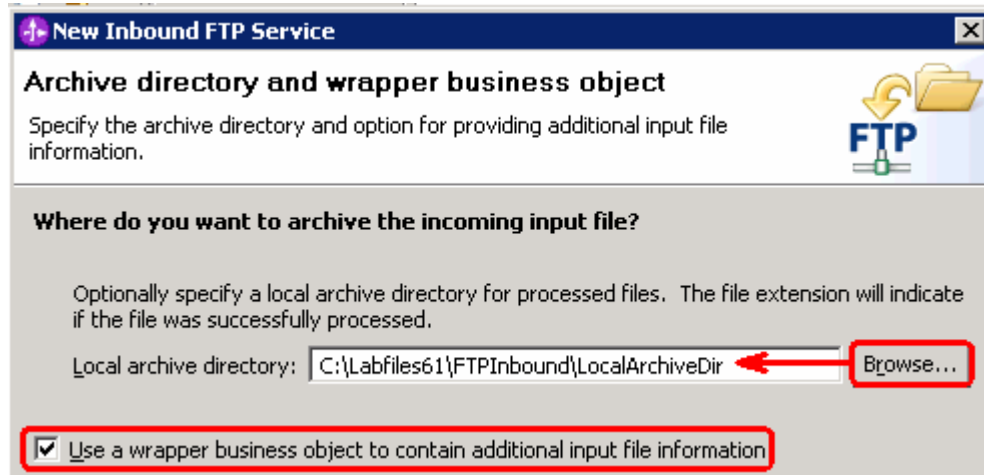 New Inbound FTP Service
Archive directory and wrapper business object
Specify the archive directory and option for providing additional input file
information.
FTP
Where do you want to archive the incoming input file?
Optionally specify a local archive directory for processed files. The file extension will indicate
if the file was successfully processed.
Local archive directory: C:\Labfiles61\FTPInbound\LocalArchiveDir Browse...
Use a wrapper business object to contain additional input file information